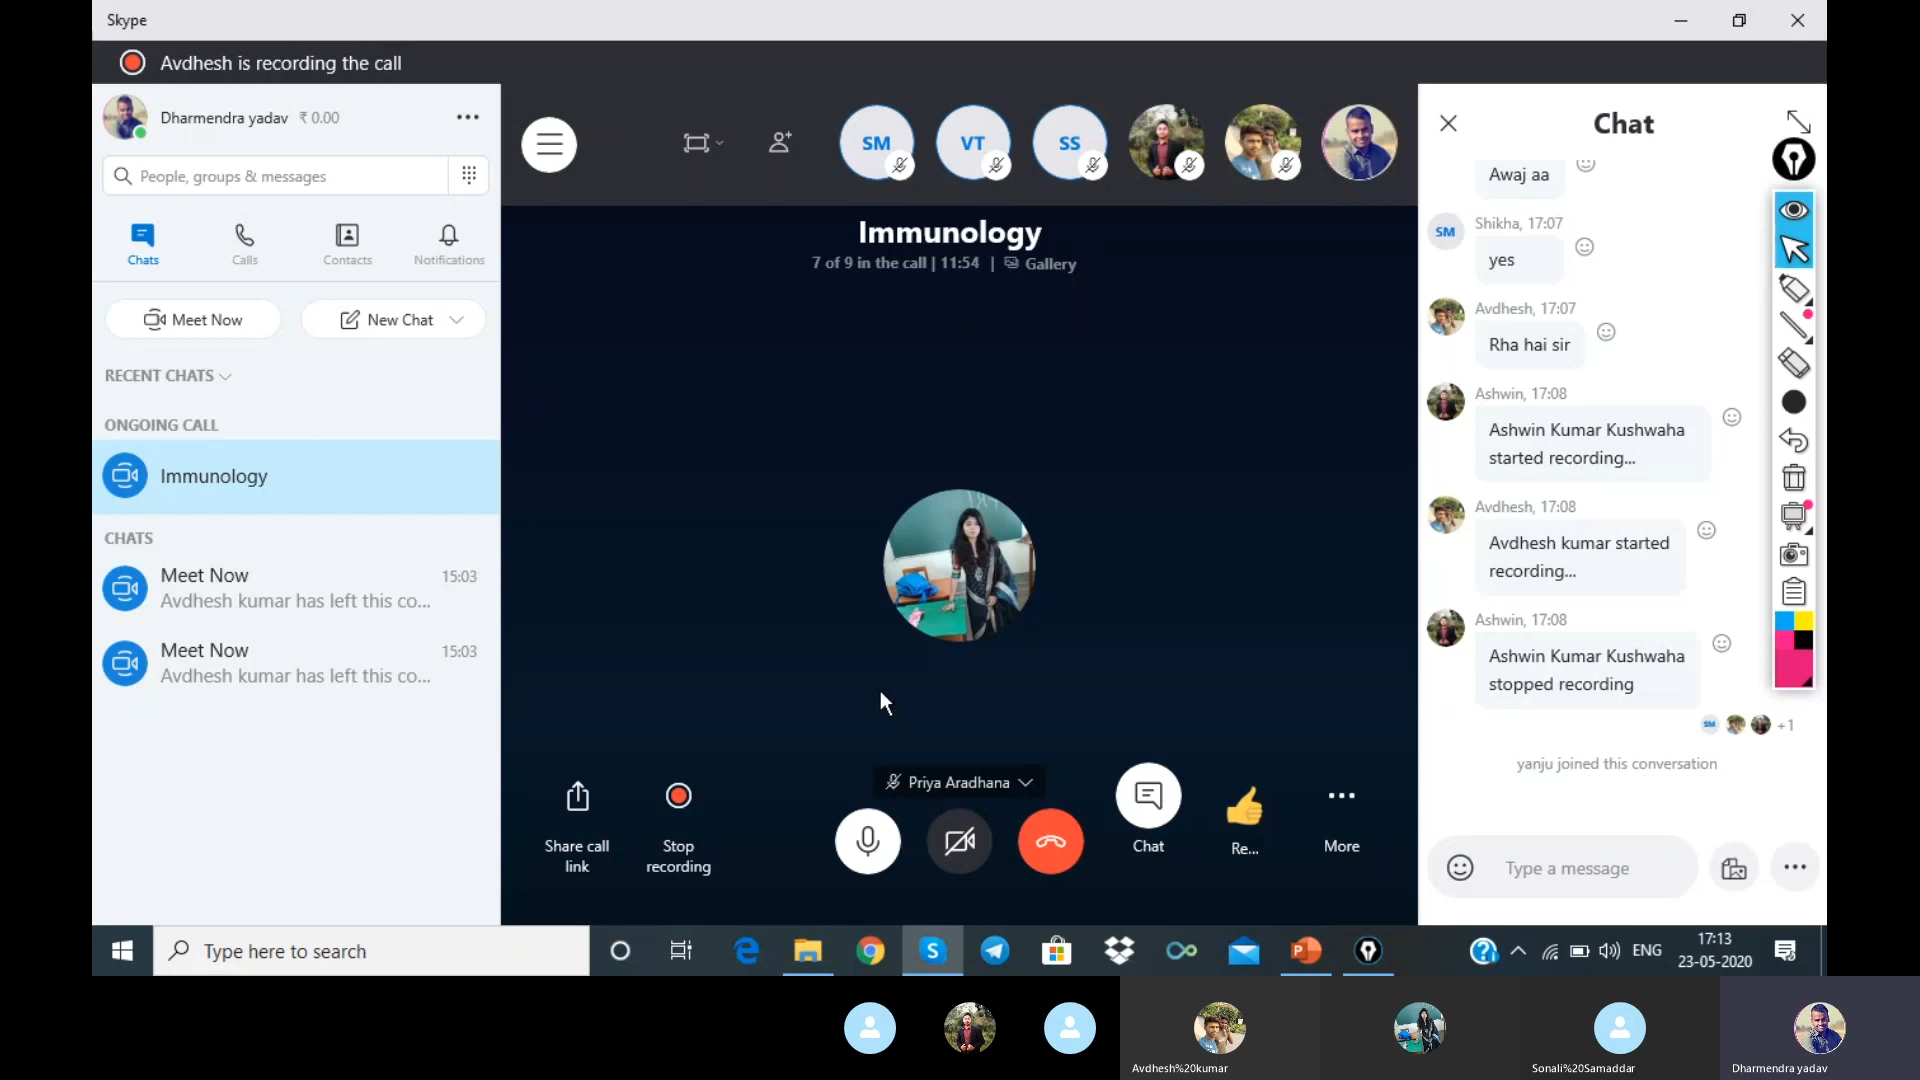 Skype
Avdhesh is recording the call
Dharmendra yadav ₹ 0.00
People, groups & messages
Chats
Calls
Contacts
Notifications
Meet Now
New Chat
RECENT CHATS
ONGOING CALL
Immunology
CHATS
Meet Now
15:03
Avdhesh kumar has left this co...
Meet Now
15:03
Avdhesh kumar has left this co...
SM
VT
SS
Immunology
7 of 9 in the call | 11:54 | Gallery
Priya Aradhana
Share call
link
Stop
recording
Chat
Re...
More
Chat
Awaj aa
SM
Shikha, 17:07
yes
Avdhesh, 17:07
Rha hai sir
Ashwin, 17:08
Ashwin Kumar Kushwaha
started recording...
Avdhesh, 17:08
Avdhesh kumar started
recording...
Ashwin, 17:08
Ashwin Kumar Kushwaha
stopped recording
SM +1
yanju joined this conversation
Type a message
Type here to search
ENG
17:13
23-05-2020
Avdhesh%20kumar
Sonali%20Samaddar
Dharmendra yadav